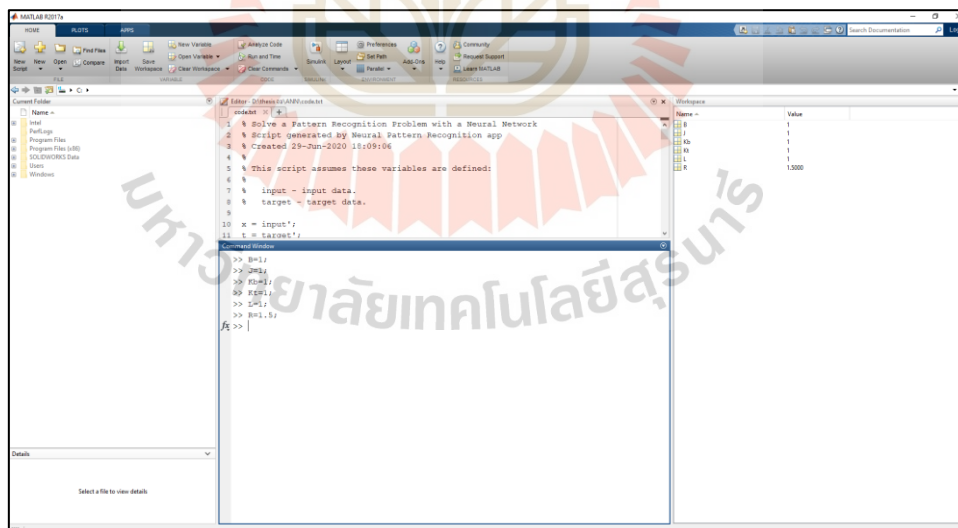 MATLAB R2017a
HOME PLOTS APPS
Search Documentation
Log
New Script
New
Open
Find Files
Compare
Import Data
Save Workspace
New Variable
Open Variable
Clear Workspace
Analyze Code
Run and Time
Clear Commands
Simulink
Layout
Preferences
Set Path
Parallel
Add-Ons
Help
Community
Request Support
Learn MATLAB
FILE VARIABLE CODE SIMULINK ENVIRONMENT RESOURCES
C:
Current Folder
Name
Intel
PerfLogs
Program Files
Program Files (x86)
SOLIDWORKS Data
Users
Windows
Details
Select a file to view details
Editor - D:\thesis lta\ANN\code.txt
code.txt
1 % Solve a Pattern Recognition Problem with a Neural Network
2 % Script generated by Neural Pattern Recognition app
3 % Created 29-Jun-2020 18:09:06
4 %
5 % This script assumes these variables are defined:
6 %
7 % input - input data.
8 % target - target data.
9
10 x = input';
11 t = target';
Command Window
>> B=1;
>> J=1;
>> Kb=1;
>> Kt=1;
>> L=1;
>> R=1.5;
fx >>
Workspace
Name Value
B 1
J 1
Kb 1
Kt 1
L 1
R 1.5000
มหาวิทยาลัยเทคโนโลยีสุรนารี